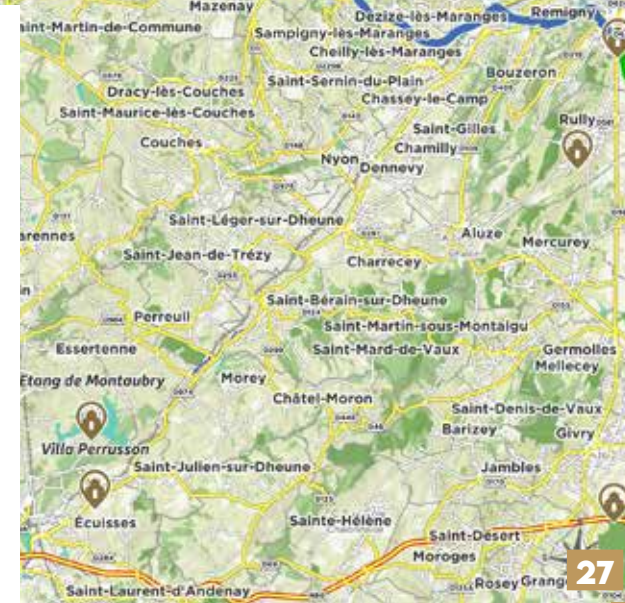 Mazenay
Dezize-lès-Maranges
Remigny
aint-Martin-de-Commune
Sampigny-lès-Maranges
Cheilly-lès-Maranges
Bouzeron
Saint-Sernin-du-Plain
Dracy-lès-Couches
Chassey-le-Camp
Saint-Maurice-lès-Couches
Rully
Saint-Gilles
Couches
Chamilly
Nyon
Dennevy
Saint-Léger-sur-Dheune
arennes
Aluze
Mercurey
Saint-Jean-de-Trézy
Charrecey
Saint-Bérain-sur-Dheune
Perreuil
Saint-Martin-sous-Montaigu
Essertenne
Saint-Mard-de-Vaux
Germolles
Mellecey
Etang de Montaubry
Morey
Châtel-Moron
Saint-Denis-de-Vaux
Barizey
Givry
Villa Perrusson
Saint-Julien-sur-Dheune
Jambles
Écuisses
Sainte-Hélène
Saint-Désert
Moroges
27
Rosey
Grang
Saint-Laurent-d'Andenay